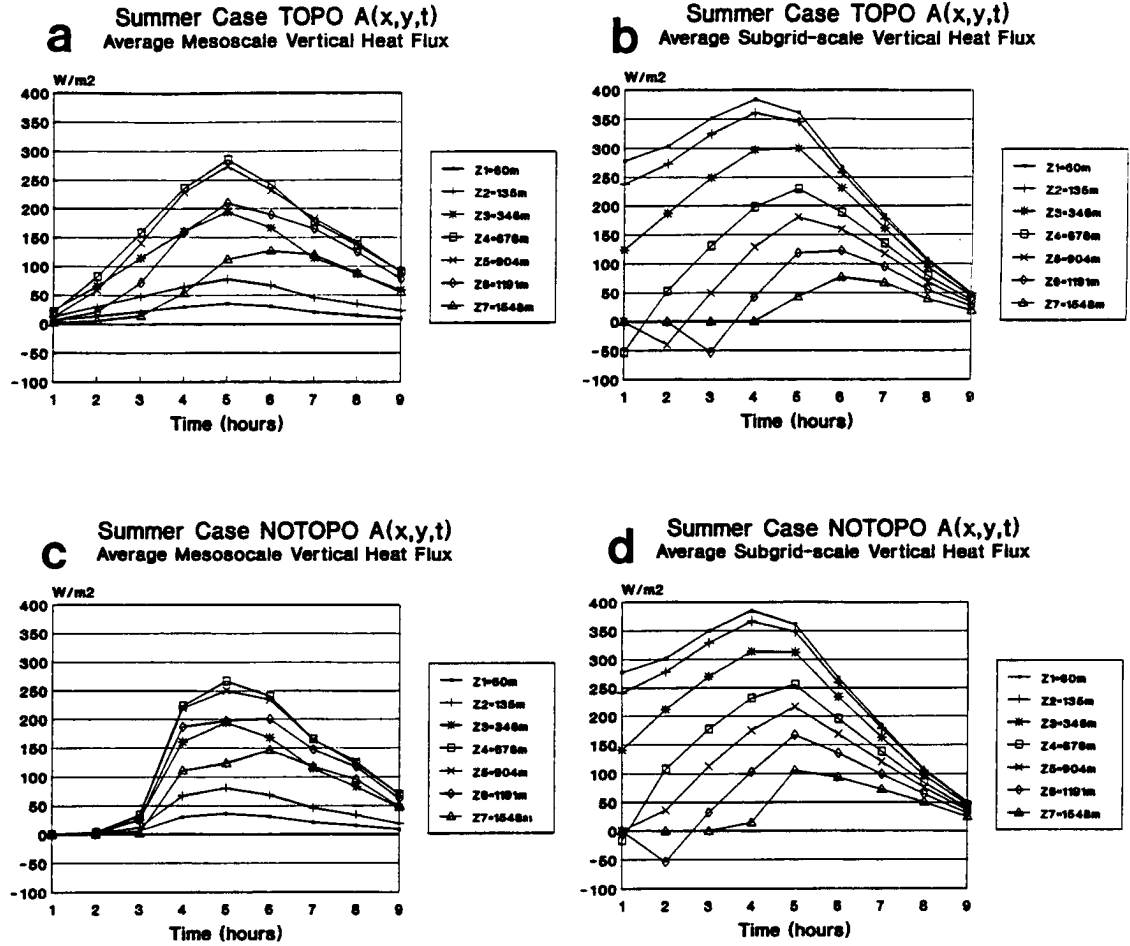 a
Summer Case TOPO A(x,y,t)
Average Mesoscale Vertical Heat Flux
W/m2
400
350
300
250
200
150
100
50
0
-50
-100
1 2 3 4 5 6 7 8 9
Time (hours)
Z1=60m
Z2=135m
Z3=346m
Z4=676m
Z5=904m
Z6=1191m
Z7=1548m
b
Summer Case TOPO A(x,y,t)
Average Subgrid-scale Vertical Heat Flux
W/m2
400
350
300
250
200
150
100
50
0
-50
-100
1 2 3 4 5 6 7 8 9
Time (hours)
Z1=60m
Z2=135m
Z3=346m
Z4=676m
Z5=904m
Z6=1191m
Z7=1548m
c
Summer Case NOTOPO A(x,y,t)
Average Mesosocale Vertical Heat Flux
W/m2
400
350
300
250
200
150
100
50
0
-50
-100
1 2 3 4 5 6 7 8 9
Time (hours)
Z1=60m
Z2=135m
Z3=346m
Z4=676m
Z5=904m
Z6=1191m
Z7=1548m
d
Summer Case NOTOPO A(x,y,t)
Average Subgrid-scale Vertical Heat Flux
W/m2
400
350
300
250
200
150
100
50
0
-50
-100
1 2 3 4 5 6 7 8 9
Time (hours)
Z1=60m
Z2=135m
Z3=346m
Z4=676m
Z5=904m
Z6=1191m
Z7=1548m